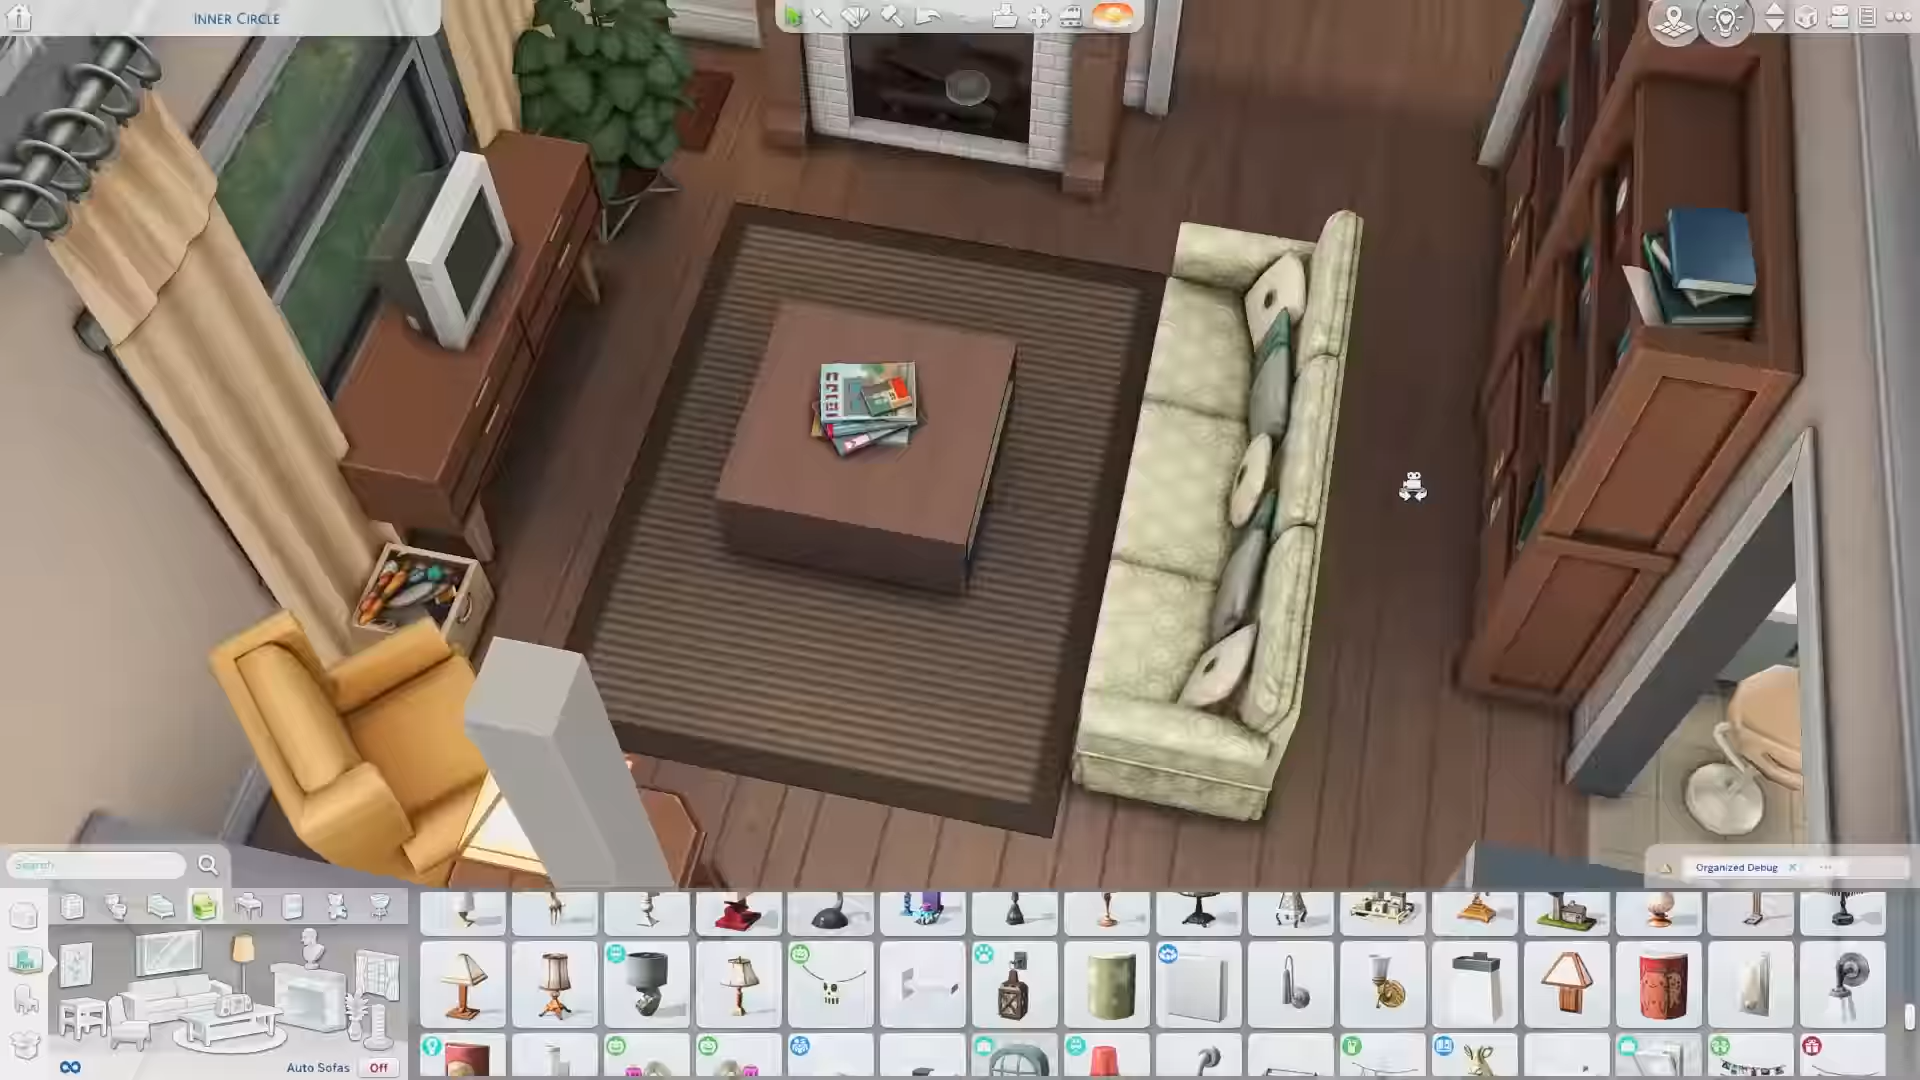 INNER CIRCLE
Search
Organized Debug
Auto Sofas
Off